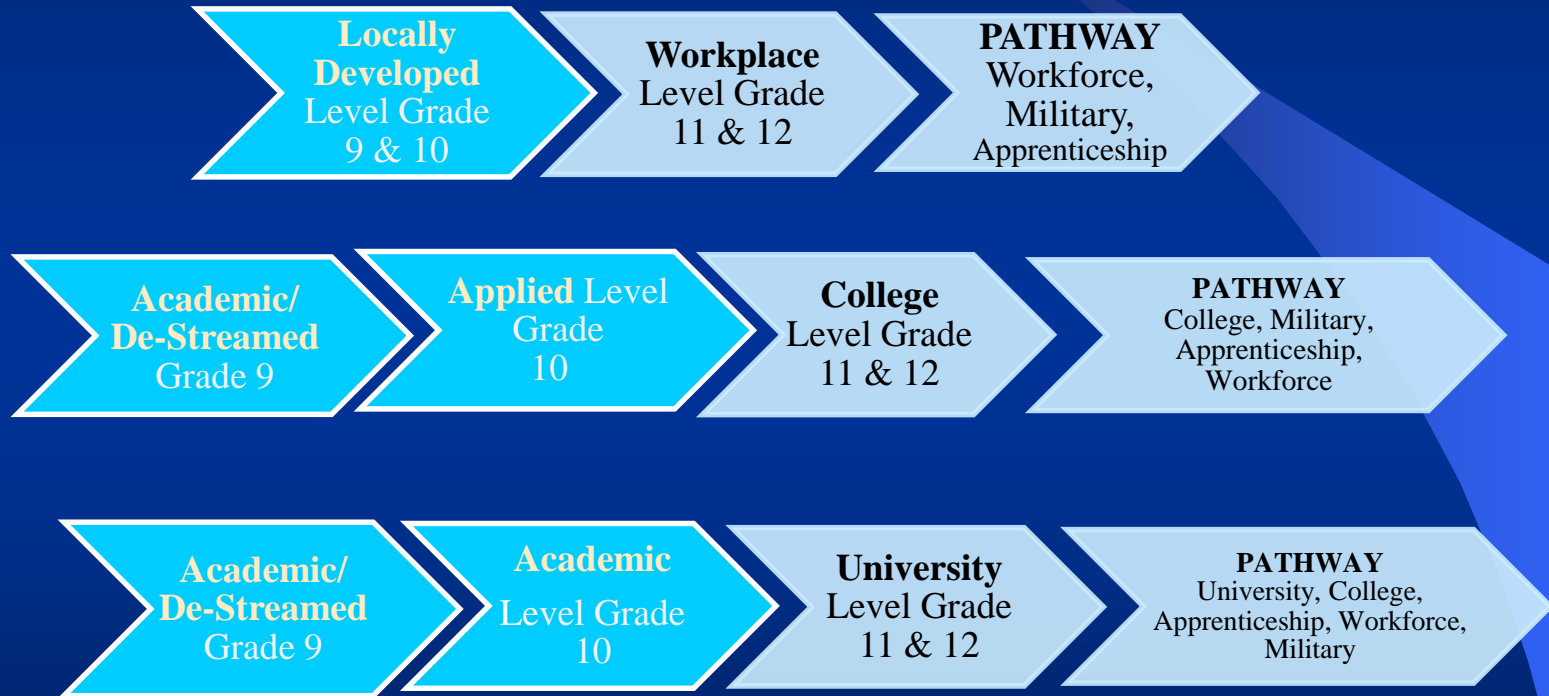 Locally
Developed
Level Grade
9 & 10
Workplace
Level Grade
11 & 12
PATHWAY
Workforce,
Military,
Apprenticeship
Academic/
De-Streamed
Grade 9
Applied Level
Grade
10
College
Level Grade
11 & 12
PATHWAY
College, Military,
Apprenticeship,
Workforce
Academic/
De-Streamed
Grade 9
Academic
Level Grade
10
University
Level Grade
11 & 12
PATHWAY
University, College,
Apprenticeship, Workforce,
Military